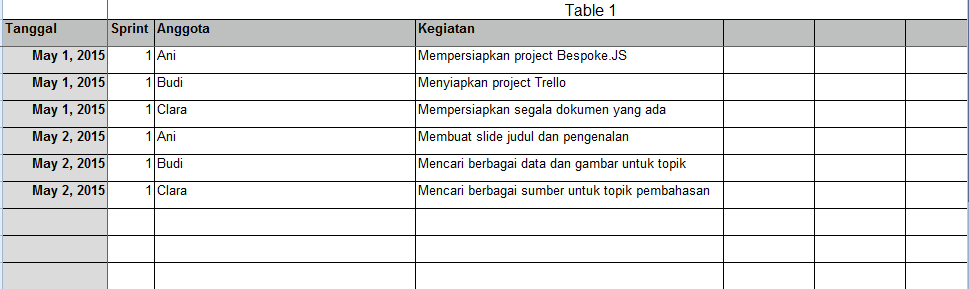 Table 1
Tanggal Sprint Anggota Kegiatan
May 1, 2015 1 Ani Mempersiapkan project Bespoke.JS
May 1, 2015 1 Budi Menyiapkan project Trello
May 1, 2015 1 Clara Mempersiapkan segala dokumen yang ada
May 2, 2015 1 Ani Membuat slide judul dan pengenalan
May 2, 2015 1 Budi Mencari berbagai data dan gambar untuk topik
May 2, 2015 1 Clara Mencari berbagai sumber untuk topik pembahasan